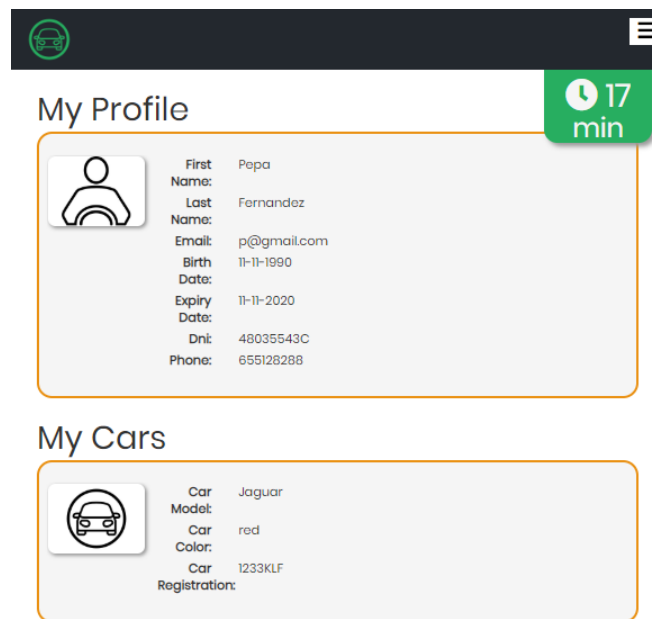 17
min
My Profile
First Name: Pepa
Last Name: Fernandez
Email: p@gmail.com
Birth Date: 11-11-1990
Expiry Date: 11-11-2020
Dni: 48035543C
Phone: 655128288
My Cars
Car Model: Jaguar
Car Color: red
Car Registration: 1233KLF